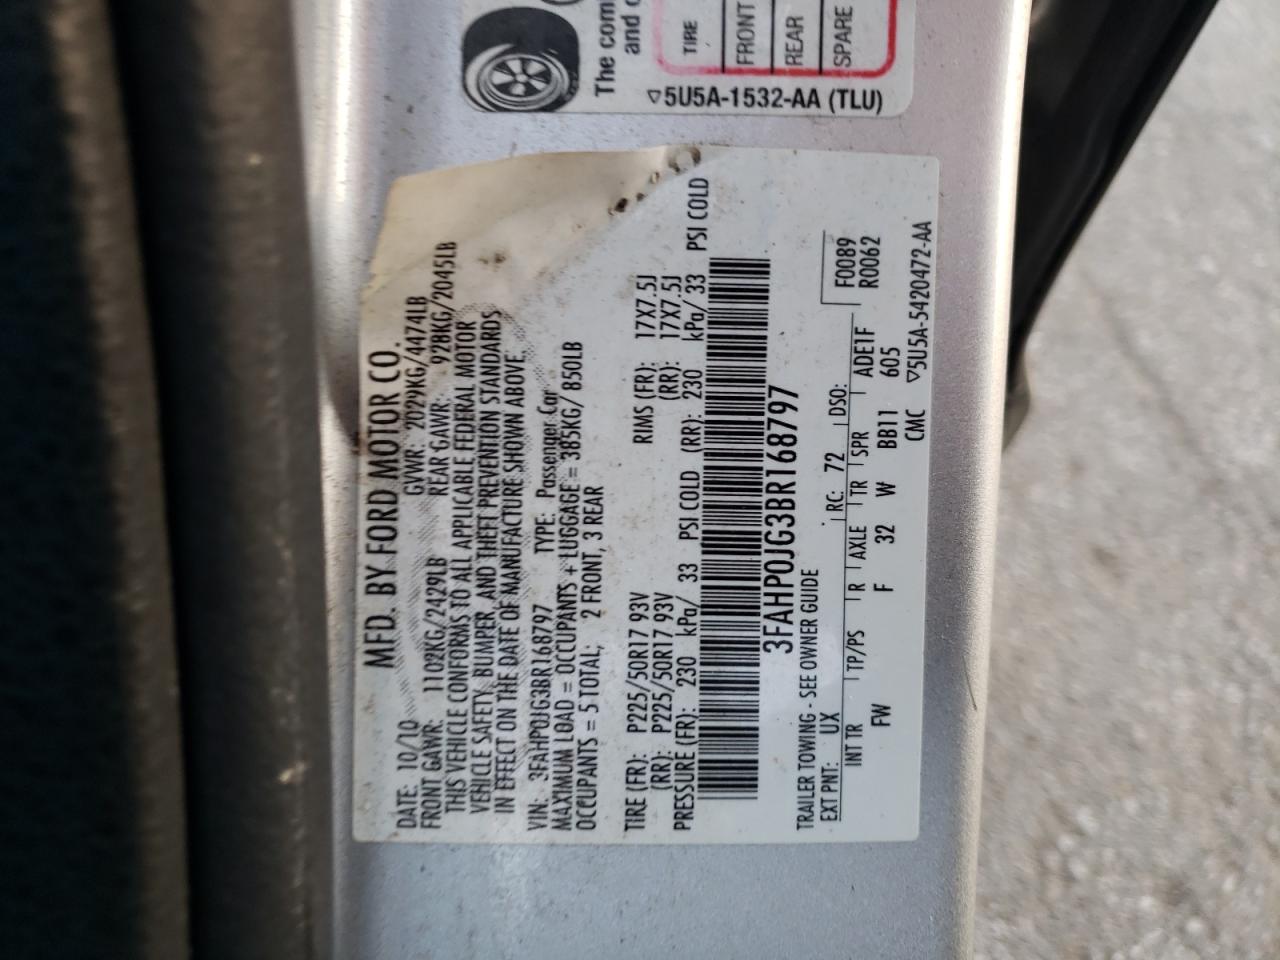 The com
and c
TIRE
FRONT
REAR
SPARE
▽5U5A-1532-AA (TLU)
MFD. BY FORD MOTOR CO.
DATE: 10/10 GVWR: 2029KG/4474LB
FRONT GAWR: 1102KG/2429LB REAR GAWR: 928KG/2045LB
THIS VEHICLE CONFORMS TO ALL APPLICABLE FEDERAL MOTOR
VEHICLE SAFETY, BUMPER, AND THEFT PREVENTION STANDARDS
IN EFFECT ON THE DATE OF MANUFACTURE SHOWN ABOVE.
VIN: 3FAHP0JG3BR168797 TYPE: Passenger Car
MAXIMUM LOAD = OCCUPANTS + LUGGAGE = 385KG/ 850LB
OCCUPANTS = 5 TOTAL; 2 FRONT, 3 REAR
TIRE (FR): P225/50R17 93V RIMS (FR): 17X7.5J
(RR): P225/50R17 93V (RR): 17X7.5J
PRESSURE (FR): 230 kPa/ 33 PSI COLD (RR): 230 kPa/ 33 PSI COLD
3FAHP0JG3BR168797
TRAILER TOWING - SEE OWNER GUIDE
EXT PNT: UX RC: 72 DSO: F0089
R0062
INT TR TP/PS R AXLE TR SPR ADE1F
FW F 32 W BB11 605
CMC ▽5U5A-5420472-AA